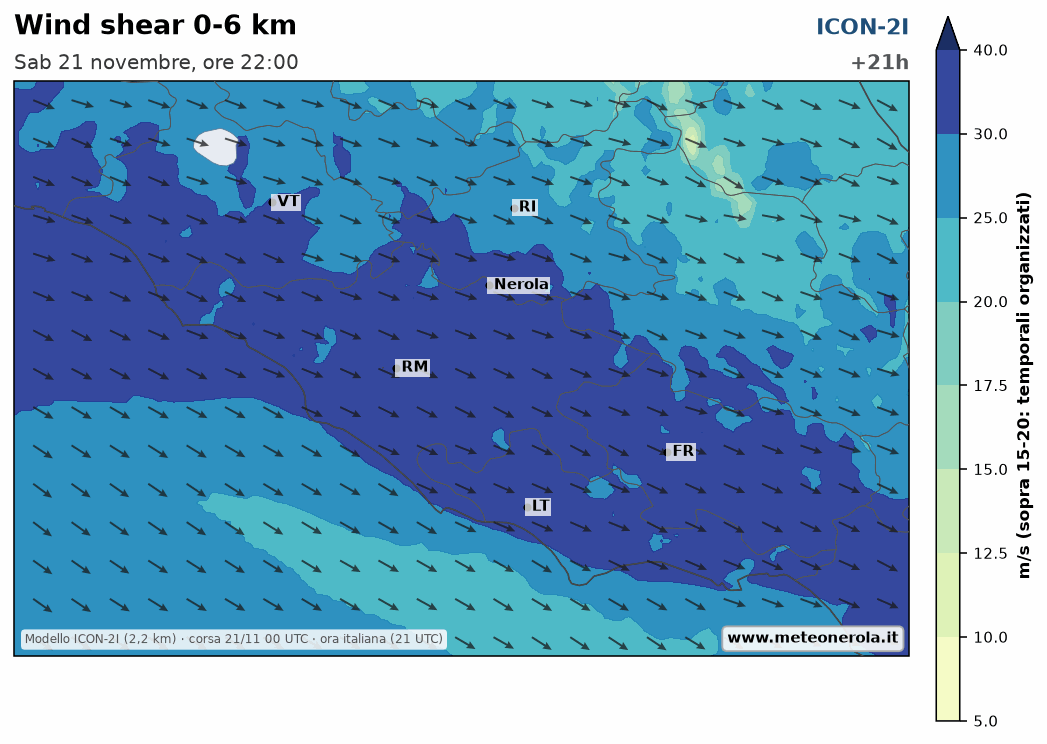 Wind shear 0-6 km
ICON-2I
Sab 21 novembre, ore 22:00
+21h
40.0
30.0
25.0
20.0
17.5
15.0
12.5
10.0
5.0
m/s (sopra 15-20: temporali organizzati)
VT
RI
Nerola
RM
FR
LT
Modello ICON-2I (2,2 km) · corsa 21/11 00 UTC · ora italiana (21 UTC)
www.meteonerola.it